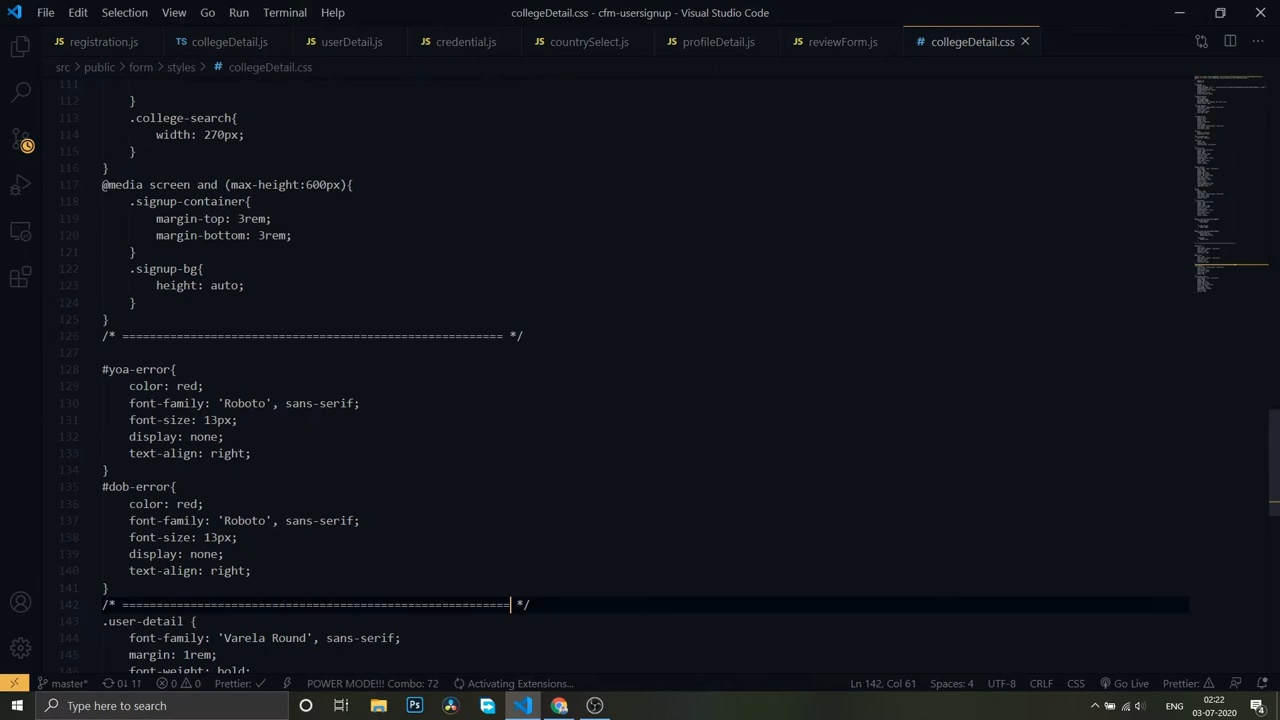 File Edit Selection View Go Run Terminal Help
collegeDetail.css - cfm-usersignup - Visual Studio Code
JS registration.js
JS collegeDetail.js
JS userDetail.js
JS credential.js
JS countrySelect.js
JS profileDetail.js
JS reviewForm.js
# collegeDetail.css
src > public > form > styles > # collegeDetail.css
111
112 }
113 .college-search{
114 width: 270px;
115 }
116 }
117 @media screen and (max-height:600px){
118 .signup-container{
119 margin-top: 3rem;
120 margin-bottom: 3rem;
121 }
122 .signup-bg{
123 height: auto;
124 }
125 }
126 /* ======================================================== */
127
128 #yoa-error{
129 color: red;
130 font-family: 'Roboto', sans-serif;
131 font-size: 13px;
132 display: none;
133 text-align: right;
134 }
135 #dob-error{
136 color: red;
137 font-family: 'Roboto', sans-serif;
138 font-size: 13px;
139 display: none;
140 text-align: right;
141 }
142 /* ========================================================= */
143 .user-detail {
144 font-family: 'Varela Round', sans-serif;
145 margin: 1rem;
146 font-weight: bold;
master* 0↓ 11↑ 0 0 Prettier: ✓ POWER MODE!!! Combo: 72 Activating Extensions... Ln 142, Col 61 Spaces: 4 UTF-8 CRLF CSS Go Live Prettier:
Type here to search
Ps
ENG
02:22
03-07-2020
4